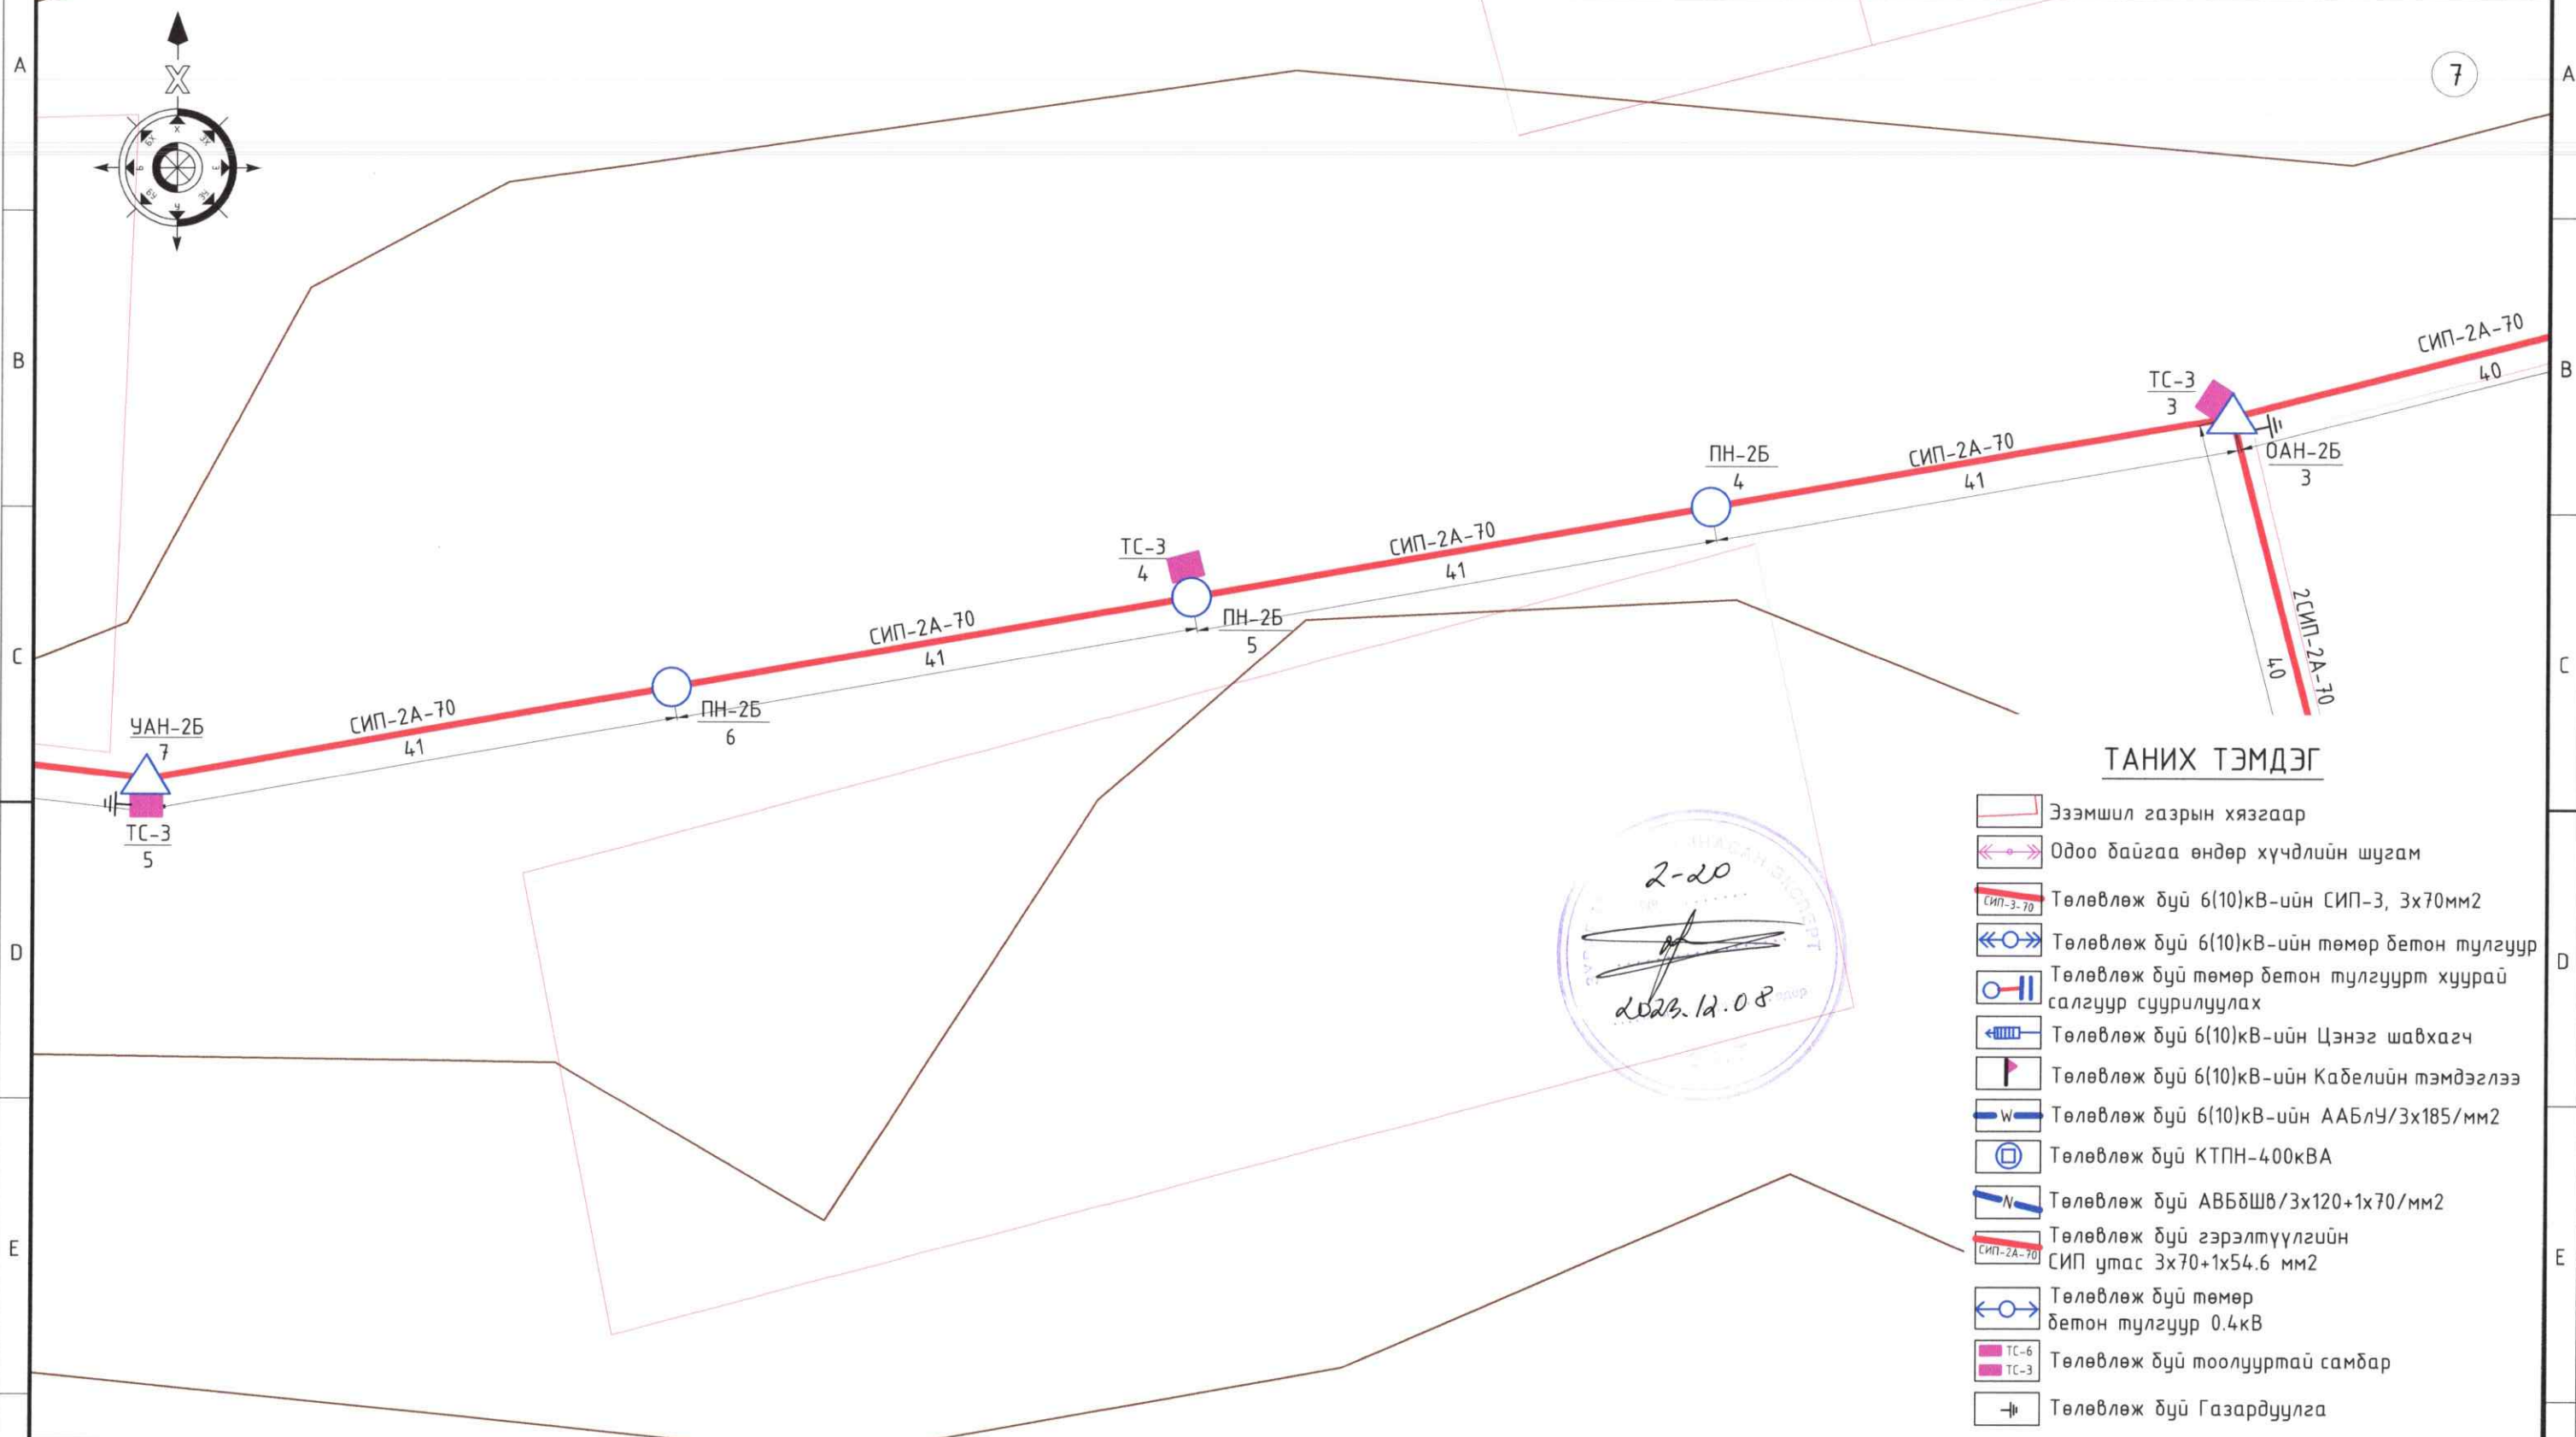 A
A
7
X
X
ЗХ
З
ЗУ
У
БУ
Б
БХ
B
B
СИП-2А-70
40
ТС-3
3
ОАН-2Б
3
СИП-2А-70
41
ПН-2Б
4
СИП-2А-70
41
ТС-3
4
ПН-2Б
5
СИП-2А-70
41
2СИП-2А-70
40
C
C
ПН-2Б
6
СИП-2А-70
41
УАН-2Б
7
ТС-3
5
ТАНИХ ТЭМДЭГ
Эзэмшил газрын хязгаар
Одоо байгаа өндөр хүчдлийн шугам
СИП-3-70
Төлөвлөж буй 6(10)кВ-ийн СИП-3, 3х70мм2
Төлөвлөж буй 6(10)кВ-ийн төмөр бетон тулгуур
D
D
Төлөвлөж буй төмөр бетон тулгуурт хуурай
салгуур суурилуулах
Төлөвлөж буй 6(10)кВ-ийн Цэнэг шавхагч
Төлөвлөж буй 6(10)кВ-ийн Кабелийн тэмдэглээ
W
Төлөвлөж буй 6(10)кВ-ийн ААБлУ/3х185/мм2
Төлөвлөж буй КТПН-400кВА
N
Төлөвлөж буй АВБбШв/3х120+1х70/мм2
E
E
СИП-2А-70
Төлөвлөж буй гэрэлтүүлгийн
СИП утас 3х70+1х54.6 мм2
Төлөвлөж буй төмөр
бетон тулгуур 0.4кВ
ТС-6
ТС-3
Төлөвлөж буй тоолууртай самбар
Төлөвлөж буй Газардуулга
2-20
ЭКСПЕРТ
2023.12.08